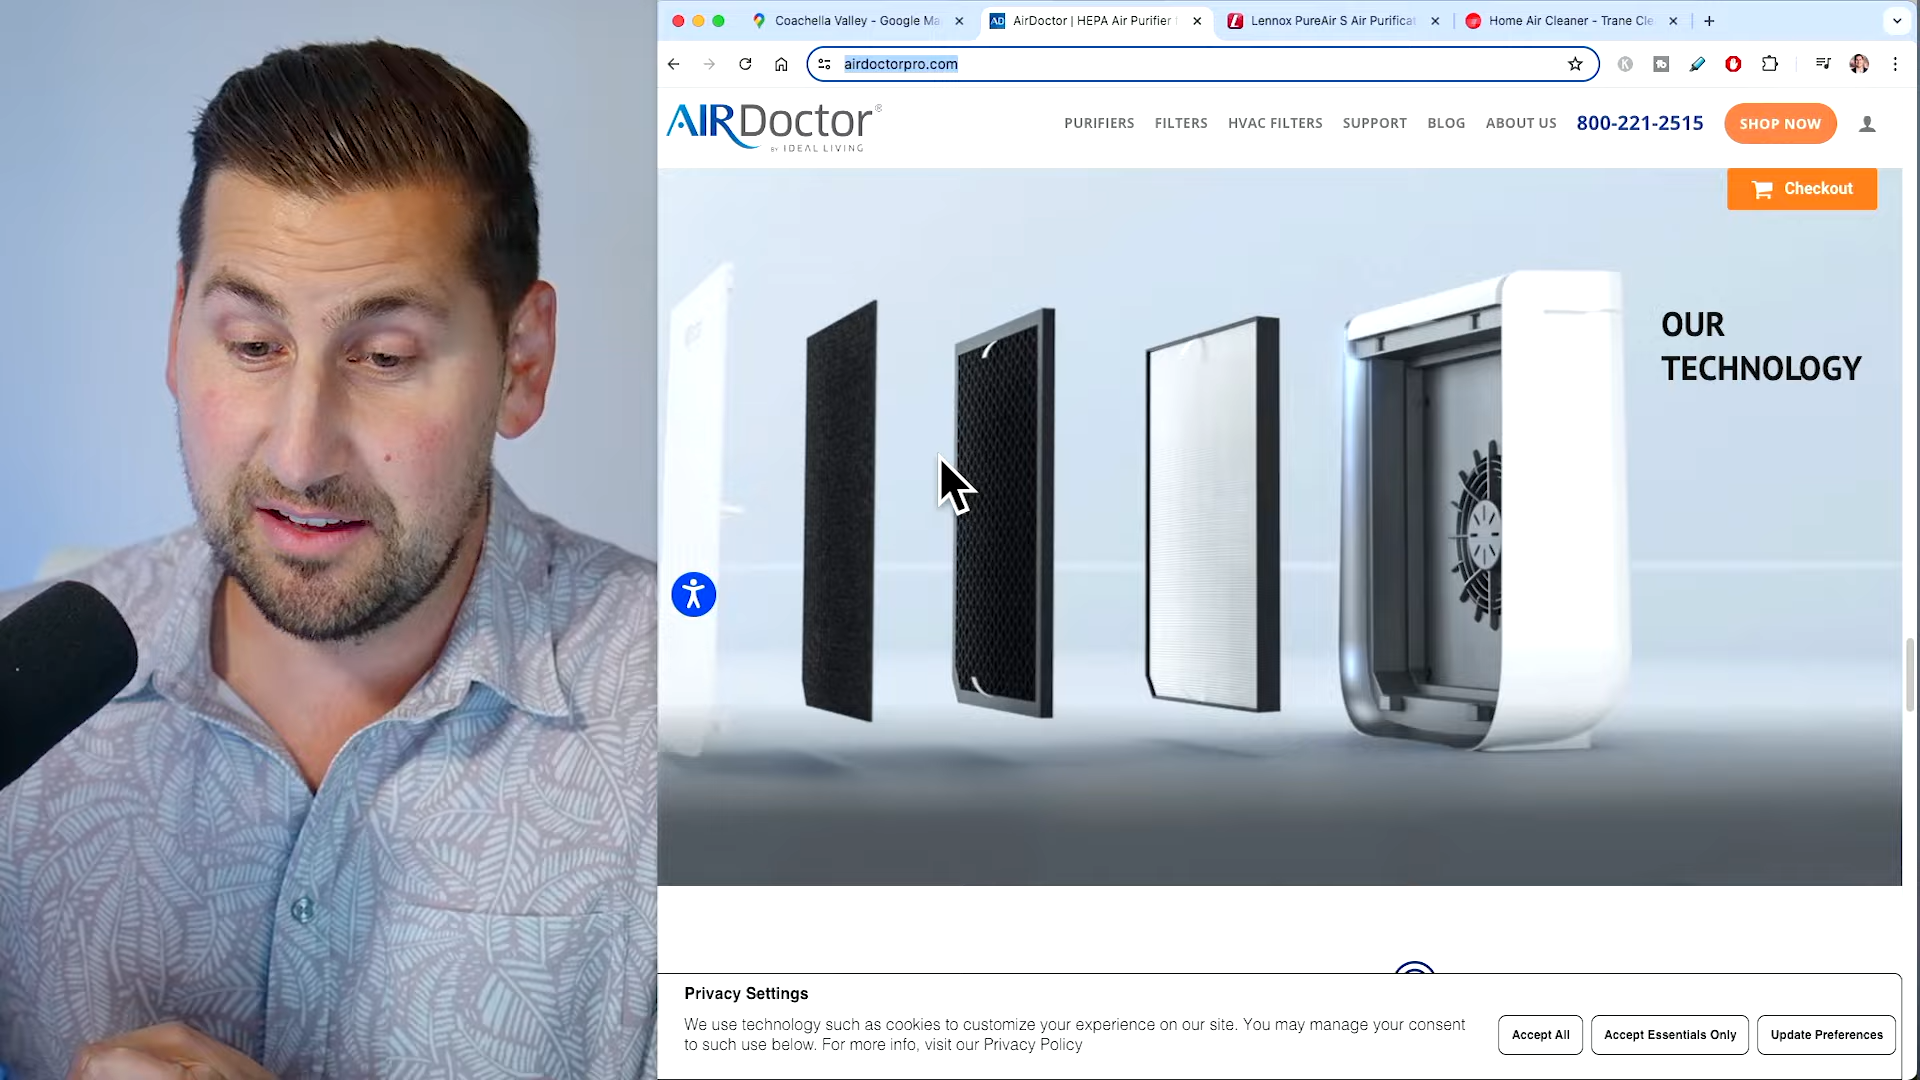 Coachella Valley - Google Ma
AirDoctor | HEPA Air Purifier
Lennox PureAir S Air Purificat
Home Air Cleaner - Trane Cle
airdoctorpro.com
AIRDoctor®
BY IDEAL LIVING
PURIFIERS
FILTERS
HVAC FILTERS
SUPPORT
BLOG
ABOUT US
800-221-2515
SHOP NOW
Checkout
OUR
TECHNOLOGY
Privacy Settings
We use technology such as cookies to customize your experience on our site. You may manage your consent
to such use below. For more info, visit our Privacy Policy
Accept All
Accept Essentials Only
Update Preferences